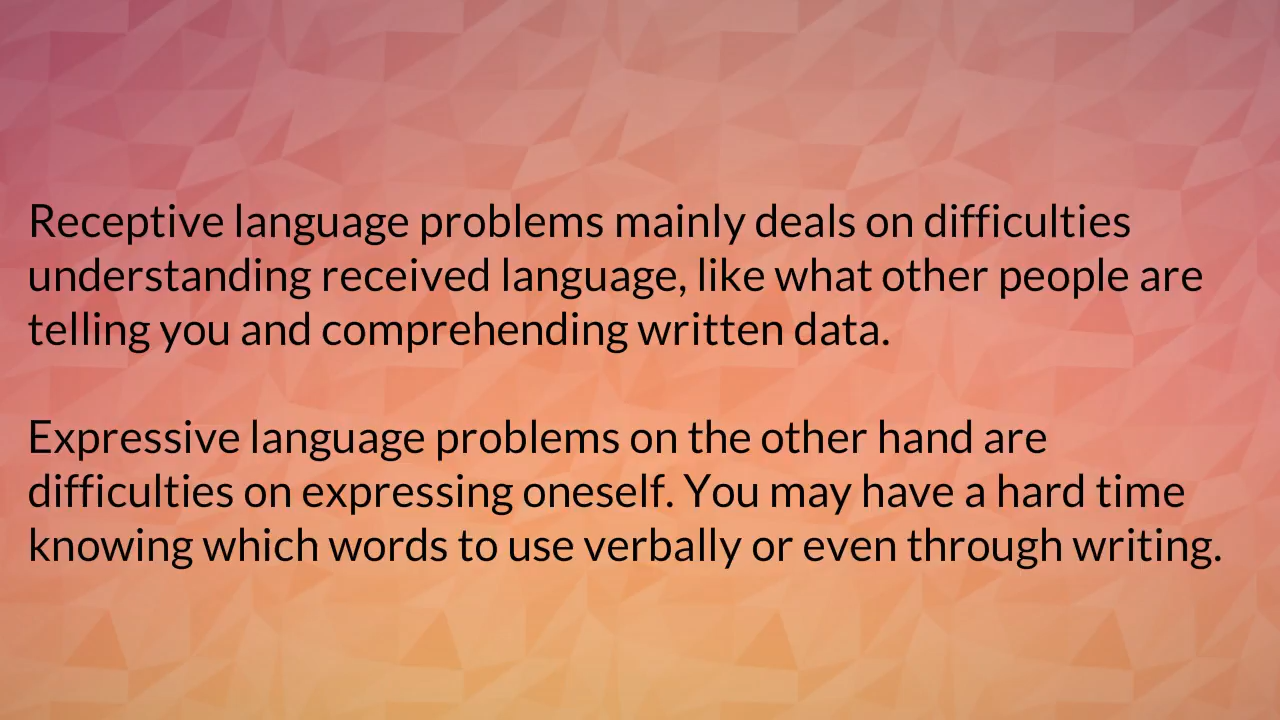 Receptive language problems mainly deals on difficulties
understanding received language, like what other people are
telling you and comprehending written data.
Expressive language problems on the other hand are
difficulties on expressing oneself. You may have a hard time
knowing which words to use verbally or even through writing.